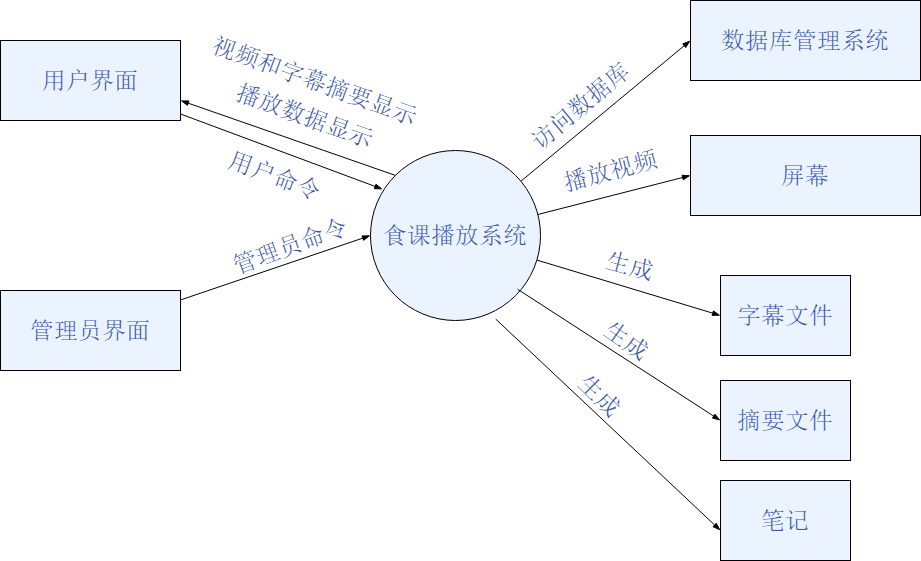 用户界面
视频和字幕摘要显示
播放数据显示
用户命令
管理员命令
管理员界面
食课播放系统
访问数据库
播放视频
生成
生成
生成
数据库管理系统
屏幕
字幕文件
摘要文件
笔记